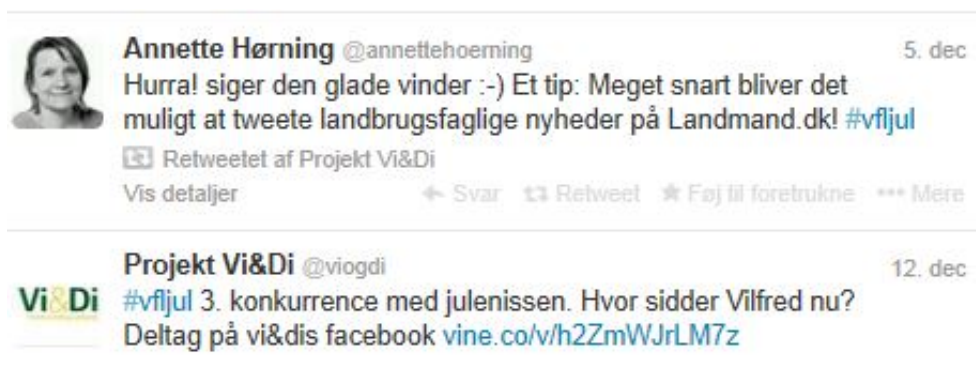 Annette Hørning @annettehoerning 5. dec
Hurra! siger den glade vinder :-) Et tip: Meget snart bliver det
muligt at tweete landbrugsfaglige nyheder på Landmand.dk! #vfljul
Retweetet af Projekt Vi&Di
Vis detaljer Svar Retweet Føj til foretrukne Mere
Projekt Vi&Di @viogdi 12. dec
Vi&Di #vfljul 3. konkurrence med julenissen. Hvor sidder Vilfred nu?
Deltag på vi&dis facebook vine.co/v/h2ZmWJrLM7z